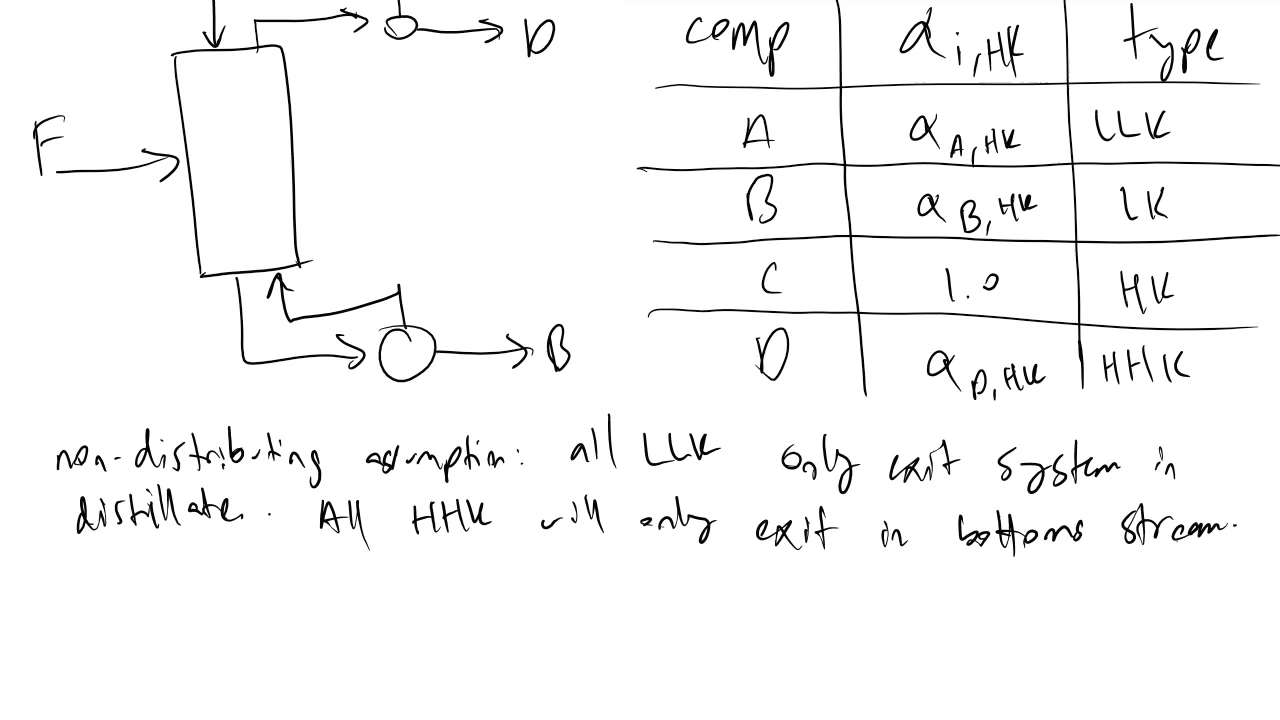 D
F
B
comp α i,HK type
A α A,HK LLK
B α B,HK LK
C 1.0 HK
D α D,HK HHK
non-distributing assumption: all LLK only exit system in
distillate. All HHK will only exit in bottoms stream.